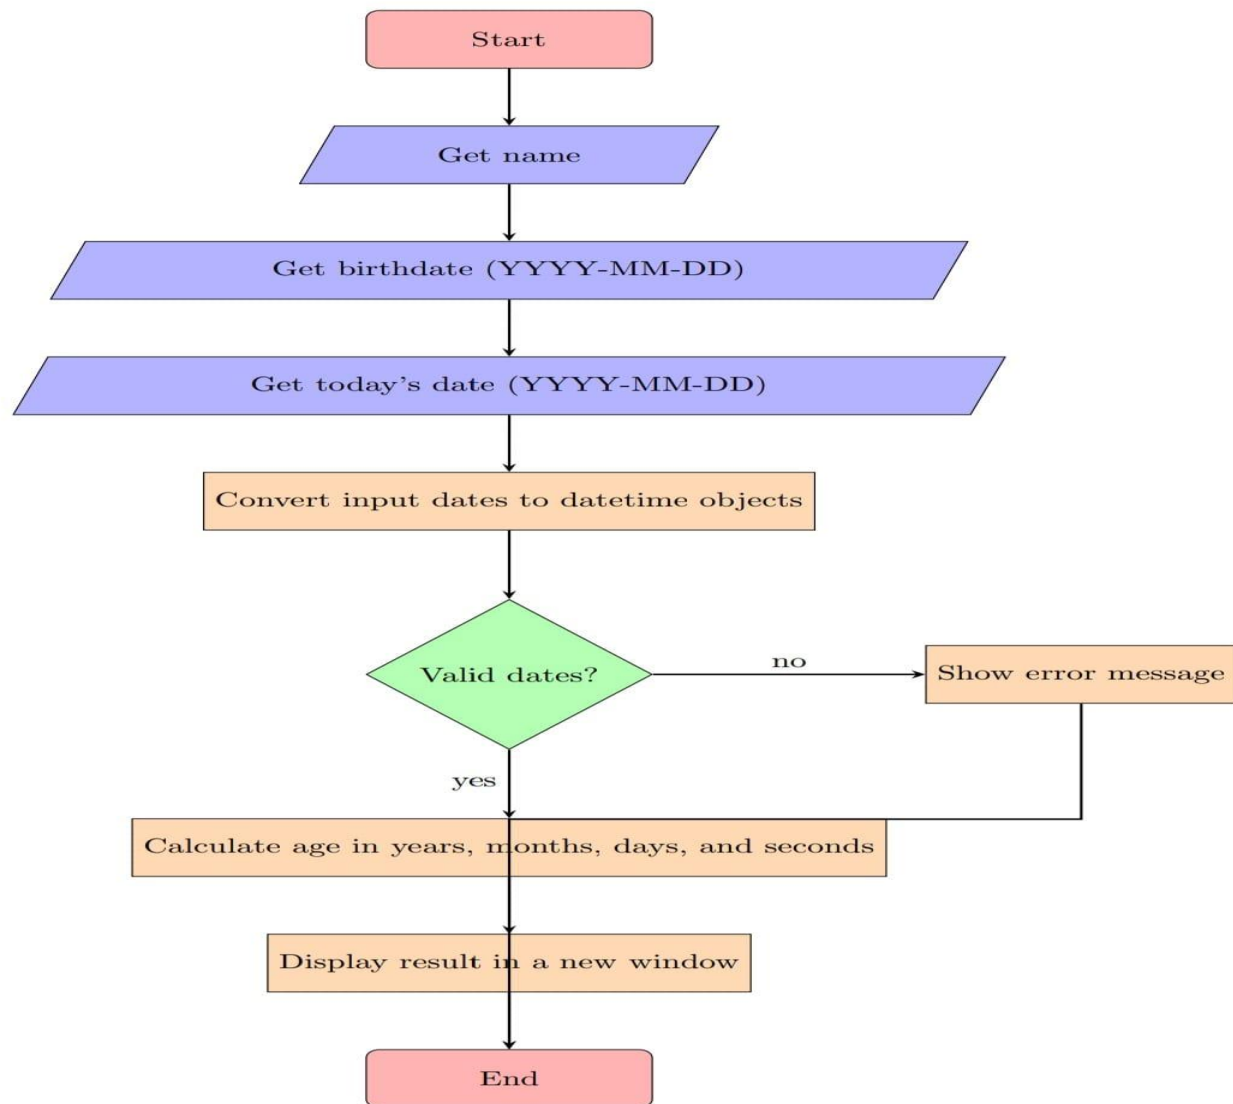 Start
Get name
Get birthdate (YYYY-MM-DD)
Get today's date (YYYY-MM-DD)
Convert input dates to datetime objects
Valid dates?
no
Show error message
yes
Calculate age in years, months, days, and seconds
Display result in a new window
End